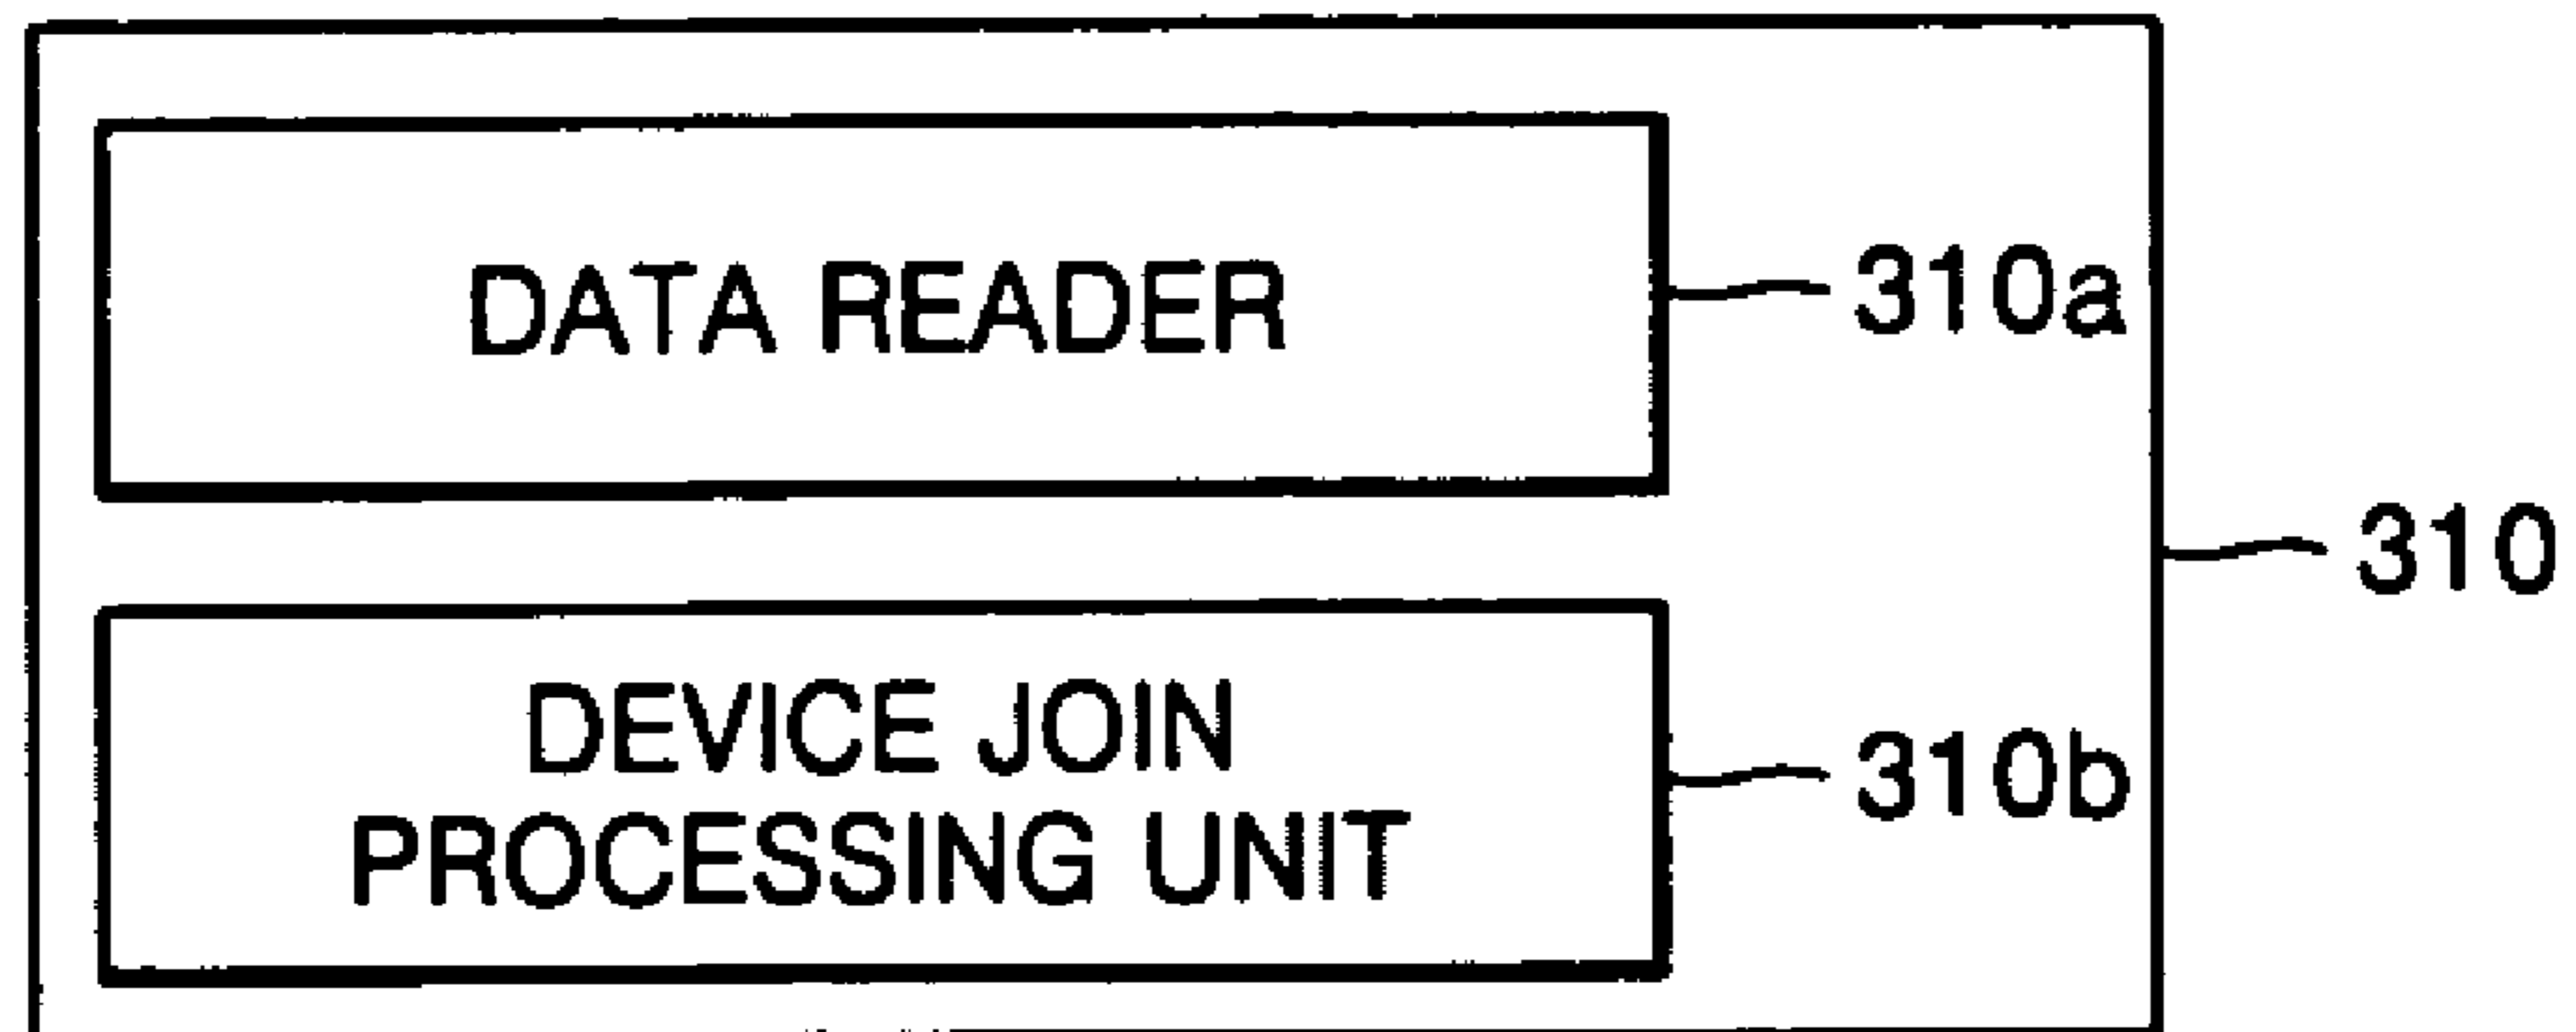 DATA READER
310a
310
DEVICE JOIN
PROCESSING UNIT
310b